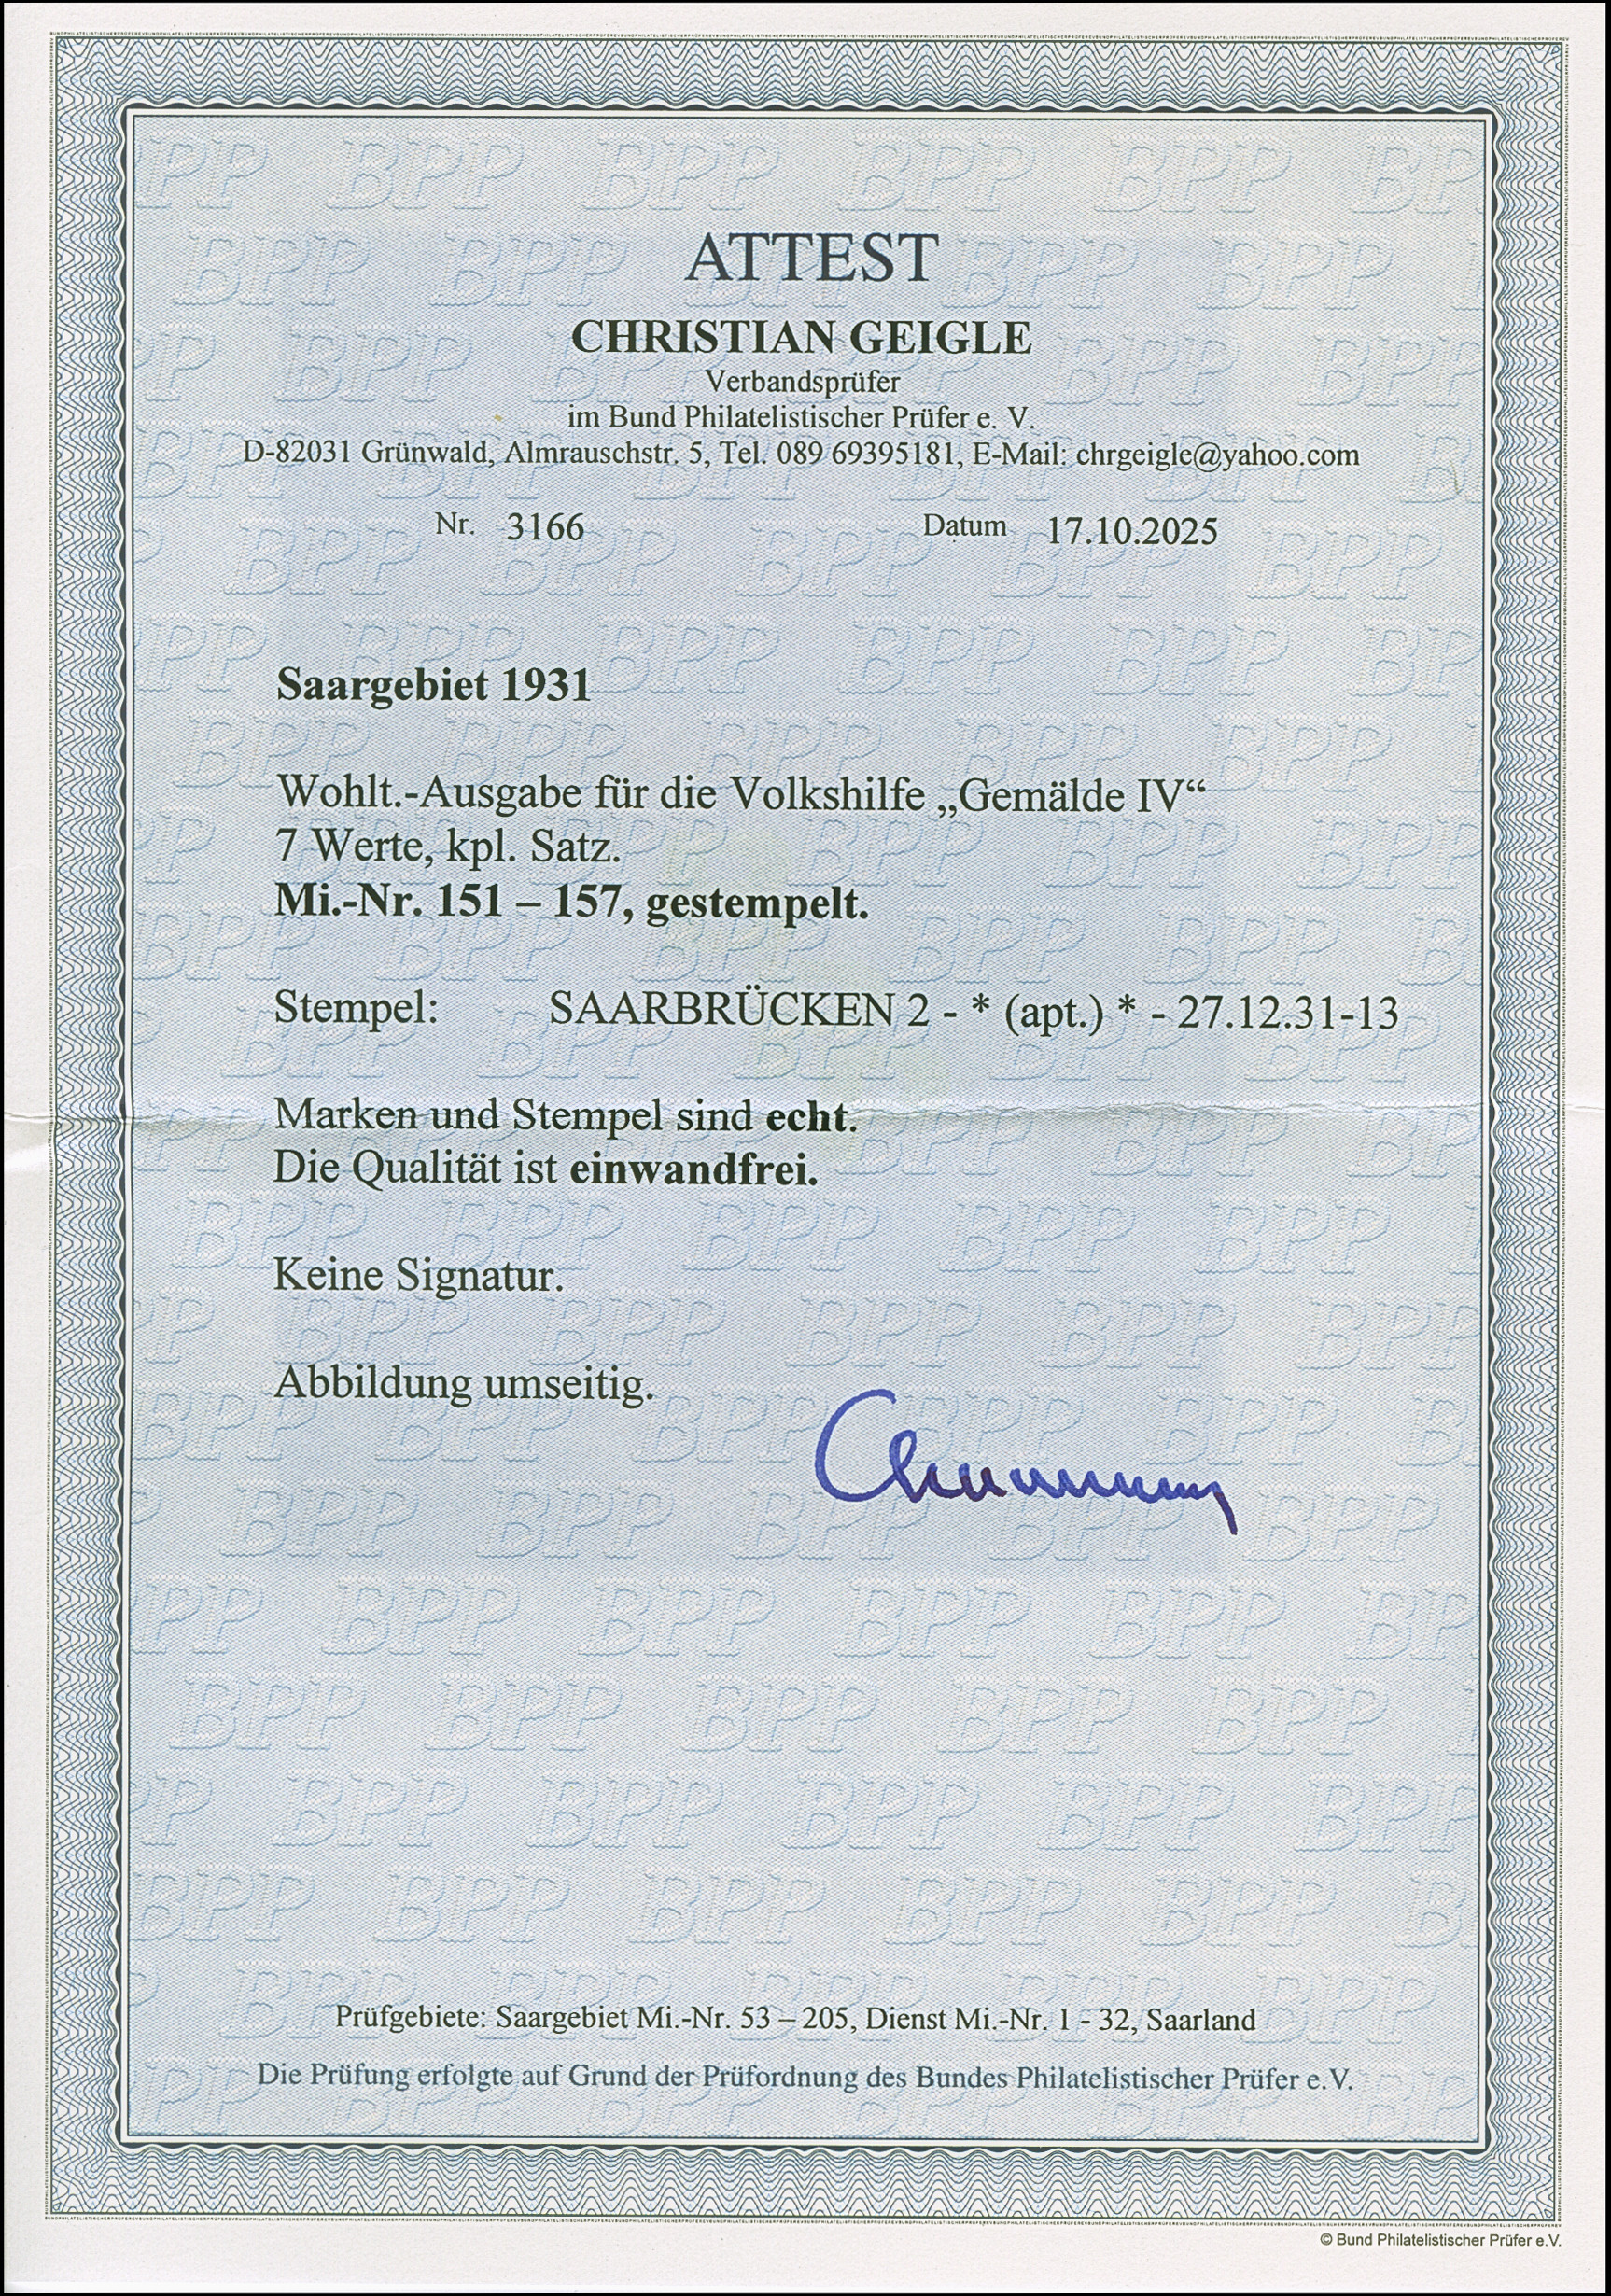 ATTEST
CHRISTIAN GEIGLE
Verbandsprüfer
im Bund Philatelistischer Prüfer e. V.
D-82031 Grünwald, Almrauschstr. 5, Tel. 089 69395181, E-Mail: chrgeigle@yahoo.com
Nr. 3166 Datum 17.10.2025
Saargebiet 1931
Wohlt.-Ausgabe für die Volkshilfe „Gemälde IV“
7 Werte, kpl. Satz.
Mi.-Nr. 151 – 157, gestempelt.
Stempel: SAARBRÜCKEN 2 - * (apt.) * - 27.12.31-13
Marken und Stempel sind echt.
Die Qualität ist einwandfrei.
Keine Signatur.
Abbildung umseitig.
Prüfgebiete: Saargebiet Mi.-Nr. 53 – 205, Dienst Mi.-Nr. 1 - 32, Saarland
Die Prüfung erfolgte auf Grund der Prüfordnung des Bundes Philatelistischer Prüfer e.V.
© Bund Philatelistischer Prüfer e.V.